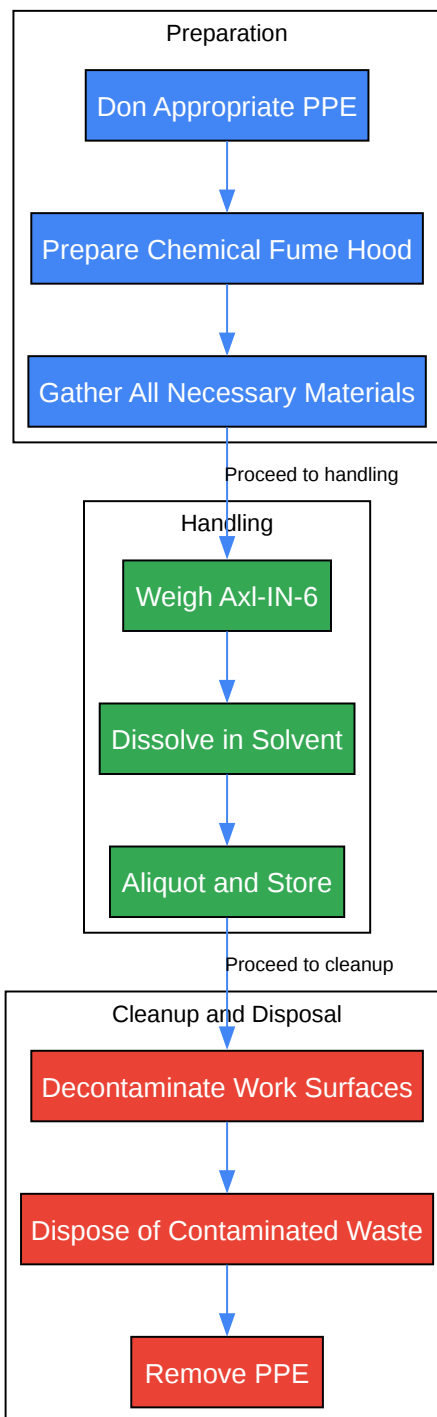 Preparation
Don Appropriate PPE
Prepare Chemical Fume Hood
Gather All Necessary Materials
Proceed to handling
Handling
Weigh Axl-IN-6
Dissolve in Solvent
Aliquot and Store
Proceed to cleanup
Cleanup and Disposal
Decontaminate Work Surfaces
Dispose of Contaminated Waste
Remove PPE